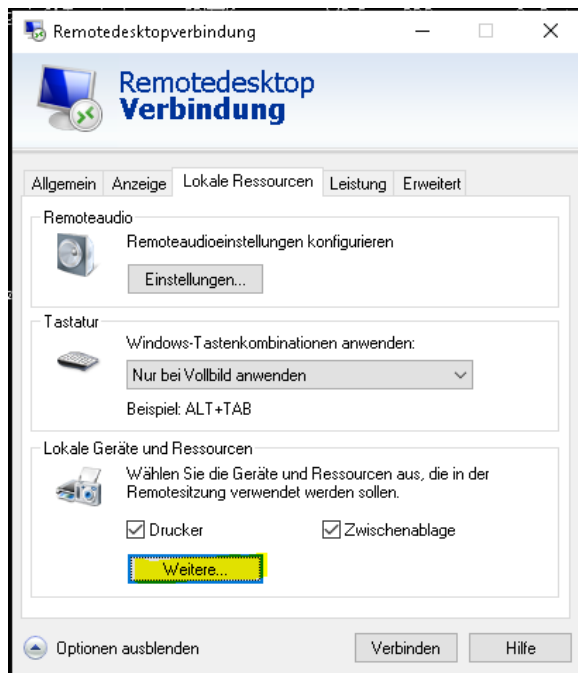 Remotedesktopverbindung
Remotedesktop
Verbindung
Allgemein Anzeige Lokale Ressourcen Leistung Erweitert
Remoteaudio
Remoteaudioeinstellungen konfigurieren
Einstellungen...
Tastatur
Windows-Tastenkombinationen anwenden:
Nur bei Vollbild anwenden
Beispiel: ALT+TAB
Lokale Geräte und Ressourcen
Wählen Sie die Geräte und Ressourcen aus, die in der
Remotesitzung verwendet werden sollen.
Drucker Zwischenablage
Weitere...
Optionen ausblenden Verbinden Hilfe